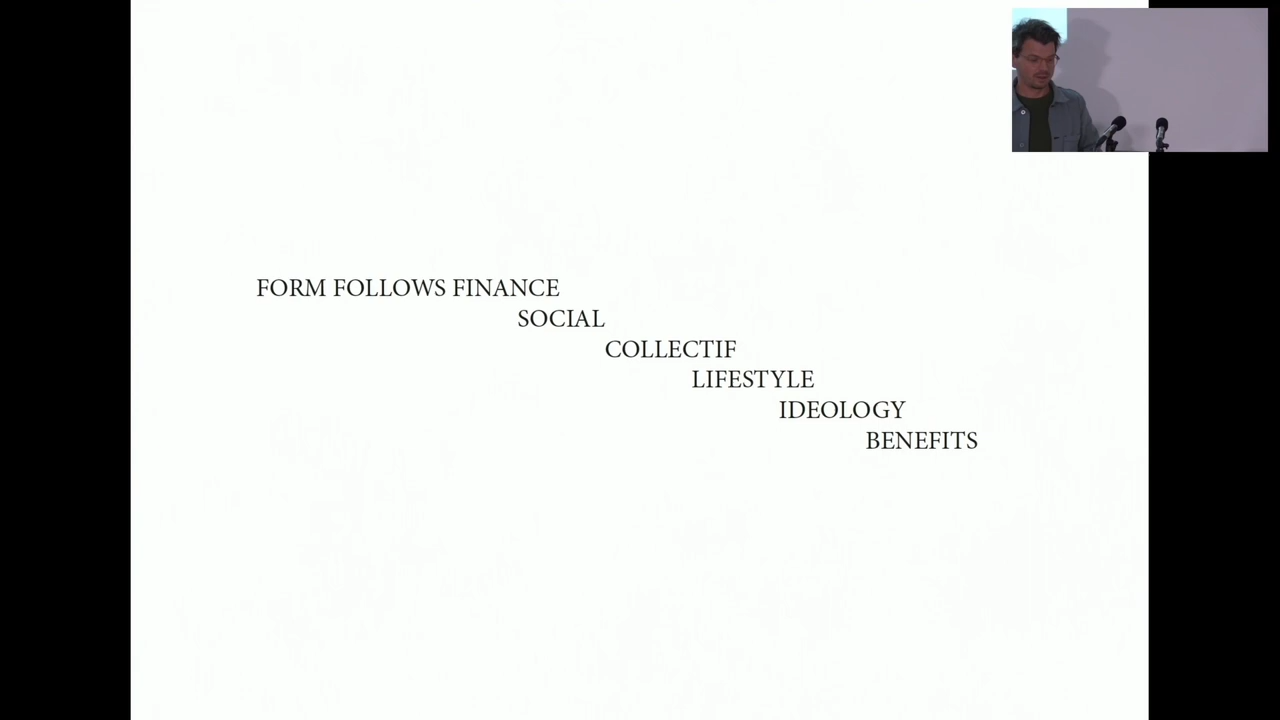 FORM FOLLOWS FINANCE
SOCIAL
COLLECTIF
LIFESTYLE
IDEOLOGY
BENEFITS